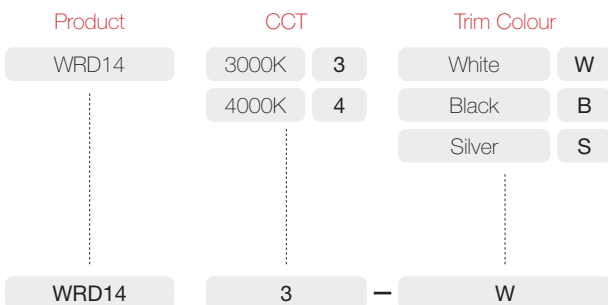 Product CCT Trim Colour
WRD14 3000K 3 White W
4000K 4 Black B
Silver S
WRD14 3 – W